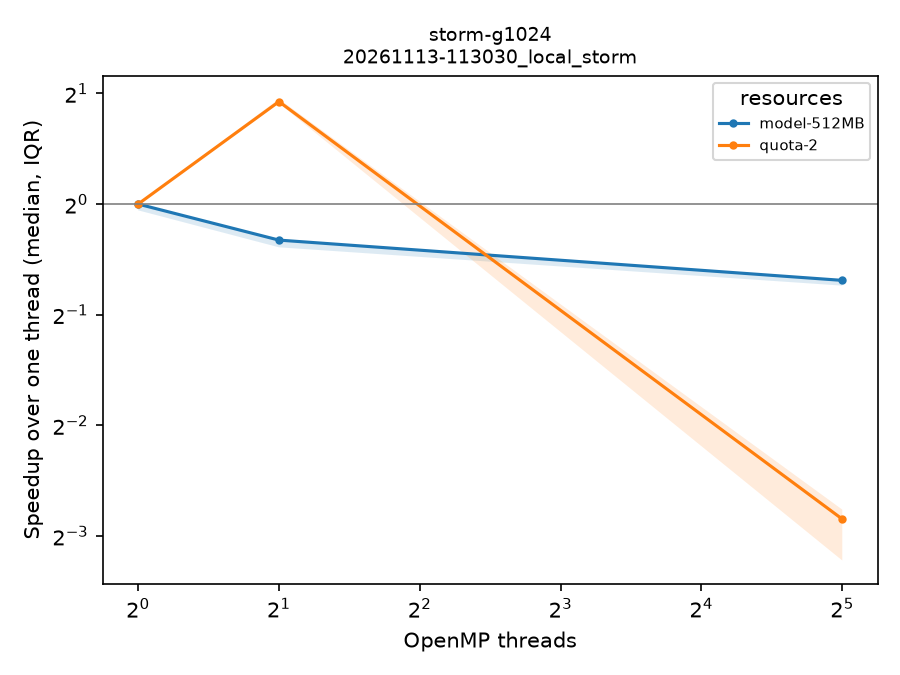 storm-g1024
20261113-113030_local_storm
Speedup over one thread (median, IQR)
2^1
2^0
2^-1
2^-2
2^-3
resources
model-512MB
quota-2
2^0
2^1
2^2
2^3
2^4
2^5
OpenMP threads